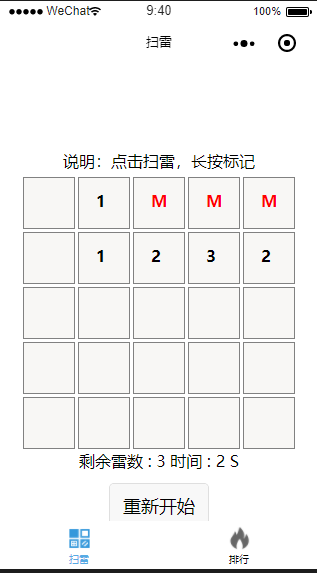 ●●●●● WeChat 9:40 100%
扫雷
说明：点击扫雷，长按标记
1 M M M
1 2 3 2
剩余雷数 : 3 时间 : 2 S
重新开始
扫雷 排行